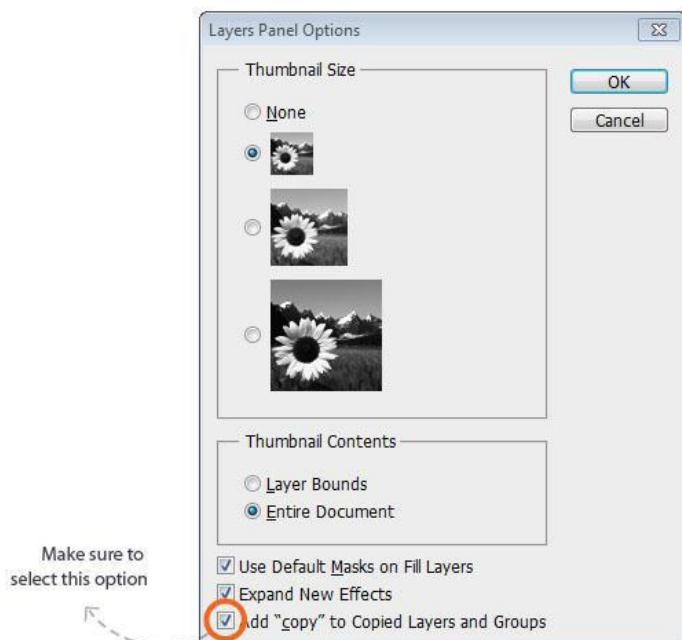 Layers Panel Options
Thumbnail Size
OK
None
Cancel
Thumbnail Contents
Layer Bounds
Entire Document
Make sure to
select this option
Use Default Masks on Fill Layers
Expand New Effects
Add "copy" to Copied Layers and Groups